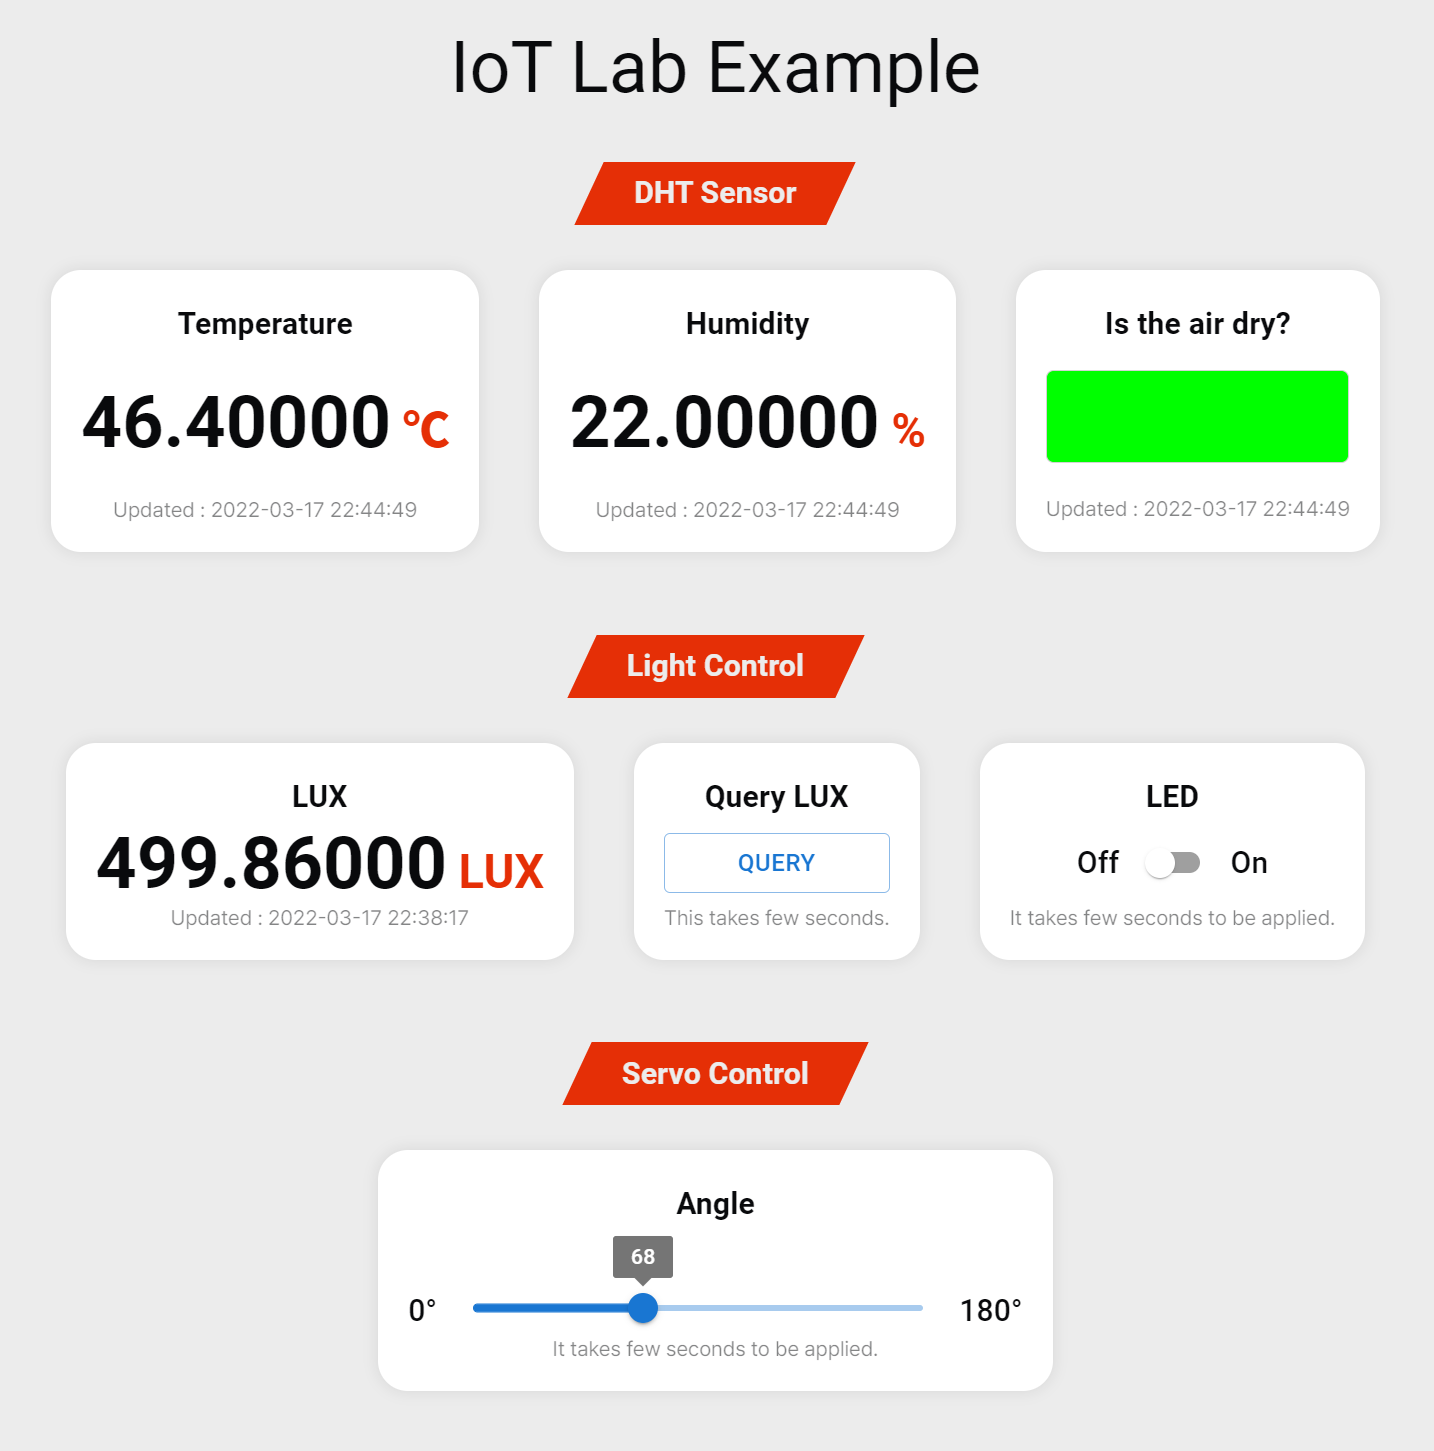 IoT Lab Example
DHT Sensor
Temperature
46.40000 °C
Updated : 2022-03-17 22:44:49
Humidity
22.00000 %
Updated : 2022-03-17 22:44:49
Is the air dry?
Updated : 2022-03-17 22:44:49
Light Control
LUX
499.86000 LUX
Updated : 2022-03-17 22:38:17
Query LUX
QUERY
This takes few seconds.
LED
Off On
It takes few seconds to be applied.
Servo Control
Angle
68
0° 180°
It takes few seconds to be applied.